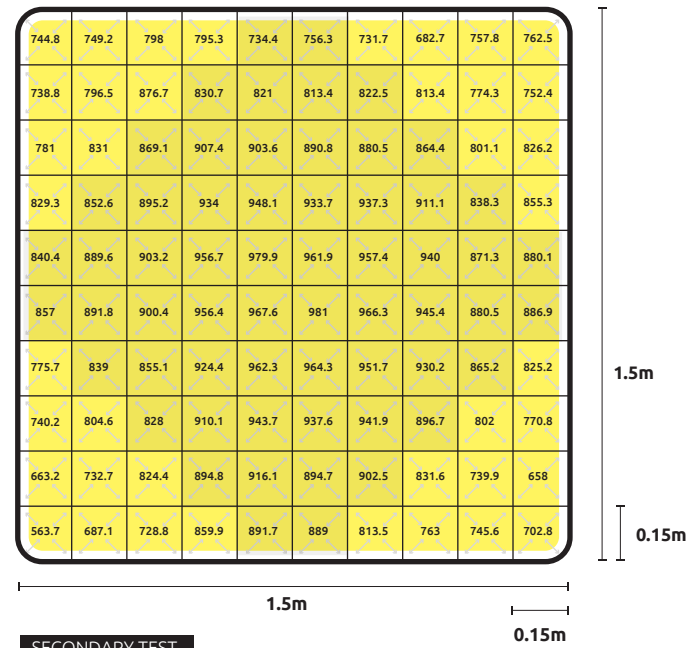 744.8 749.2 798 795.3 734.4 756.3 731.7 682.7 757.8 762.5
738.8 796.5 876.7 830.7 821 813.4 822.5 813.4 774.3 752.4
781 831 869.1 907.4 903.6 890.8 880.5 864.4 801.1 826.2
829.3 852.6 895.2 934 948.1 933.7 937.3 911.1 838.3 855.3
840.4 889.6 903.2 956.7 979.9 961.9 957.4 940 871.3 880.1
857 891.8 900.4 956.4 967.6 981 966.3 945.4 880.5 886.9
775.7 839 855.1 924.4 962.3 964.3 951.7 930.2 865.2 825.2
1.5m
740.2 804.6 828 910.1 943.7 937.6 941.9 896.7 802 770.8
663.2 732.7 824.4 894.8 916.1 894.7 902.5 831.6 739.9 658
563.7 687.1 728.8 859.9 891.7 889 813.5 763 745.6 702.8
0.15m
1.5m
0.15m
SECONDARY TEST